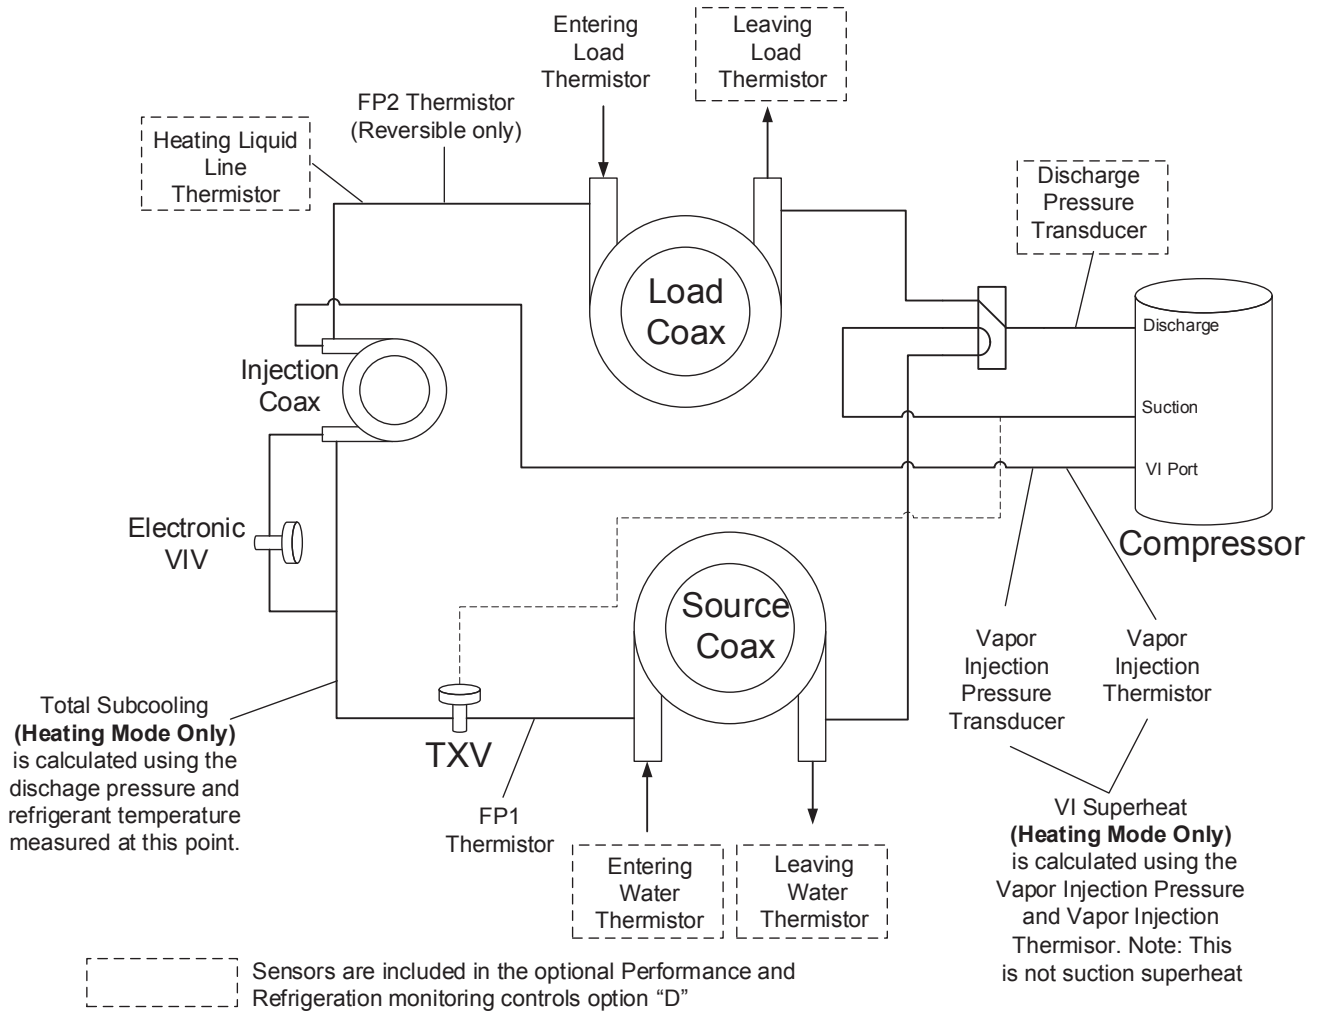 Entering
Load
Thermistor
Leaving
Load
Thermistor
FP2 Thermistor
(Reversible only)
Heating Liquid
Line
Thermistor
Discharge
Pressure
Transducer
Load
Coax
Discharge
Injection
Coax
Suction
VI Port
Electronic
VIV
Compressor
Source
Coax
Vapor
Injection
Pressure
Transducer
Vapor
Injection
Thermistor
Total Subcooling
(Heating Mode Only)
is calculated using the
dischage pressure and
refrigerant temperature
measured at this point.
TXV
FP1
Thermistor
VI Superheat
(Heating Mode Only)
is calculated using the
Vapor Injection Pressure
and Vapor Injection
Thermisor. Note: This
is not suction superheat
Entering
Water
Thermistor
Leaving
Water
Thermistor
Sensors are included in the optional Performance and
Refrigeration monitoring controls option “D”